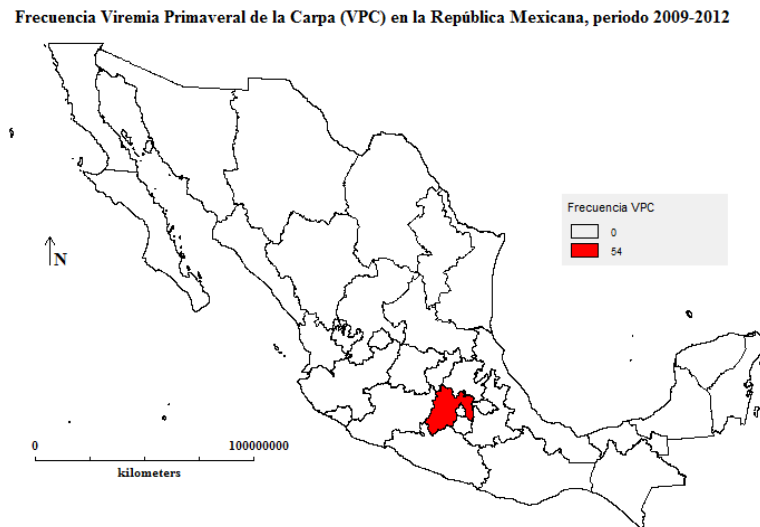 Frecuencia Viremia Primaveral de la Carpa (VPC) en la República Mexicana, periodo 2009-2012
Frecuencia VPC
0
54
N
0 100000000
kilometers